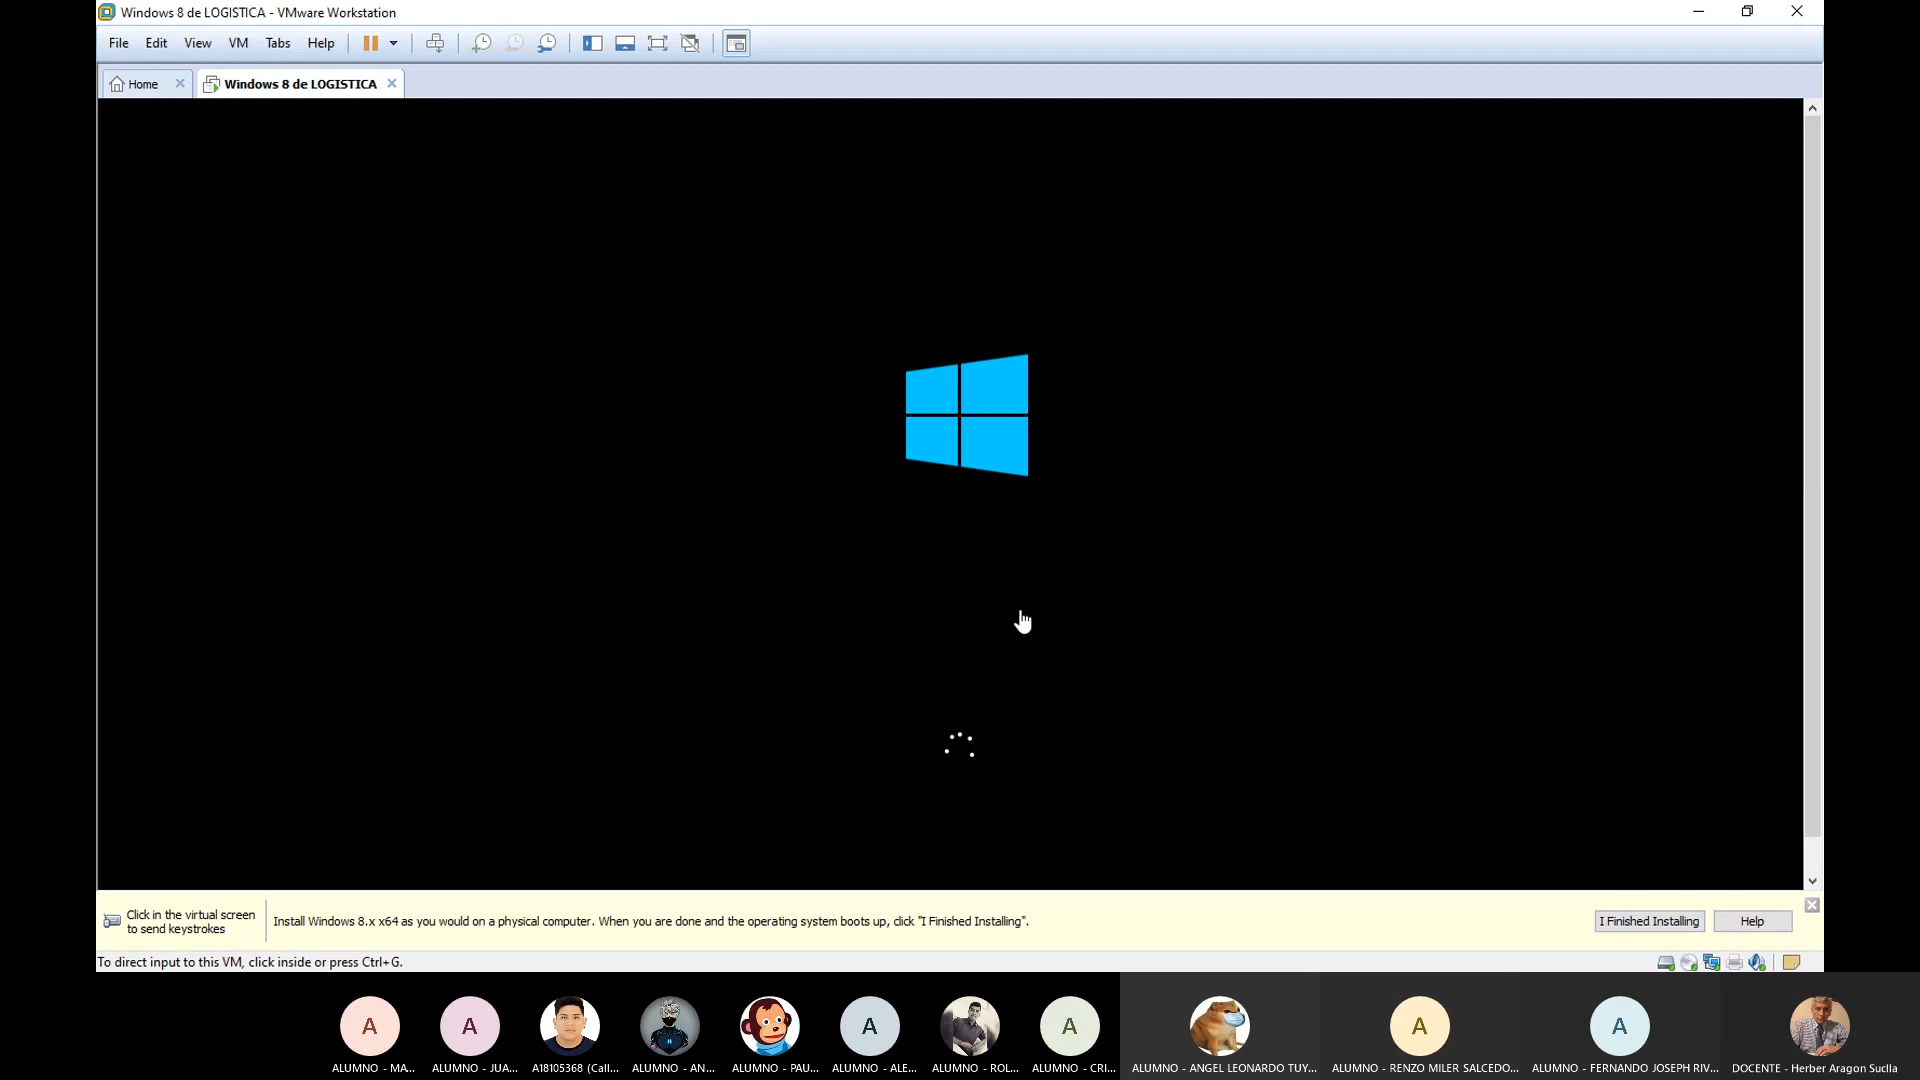 Windows 8 de LOGISTICA - VMware Workstation
File Edit View VM Tabs Help
Home Windows 8 de LOGISTICA
Click in the virtual screen
to send keystrokes
Install Windows 8.x x64 as you would on a physical computer. When you are done and the operating system boots up, click "I Finished Installing".
I Finished Installing Help
To direct input to this VM, click inside or press Ctrl+G.
A A A A A A
ALUMNO - MA... ALUMNO - JUA... A18105368 (Call... ALUMNO - AN... ALUMNO - PAU... ALUMNO - ALE... ALUMNO - ROL... ALUMNO - CRI... ALUMNO - ANGEL LEONARDO TUY... ALUMNO - RENZO MILER SALCEDO... ALUMNO - FERNANDO JOSEPH RIV... DOCENTE - Herber Aragon Suclla